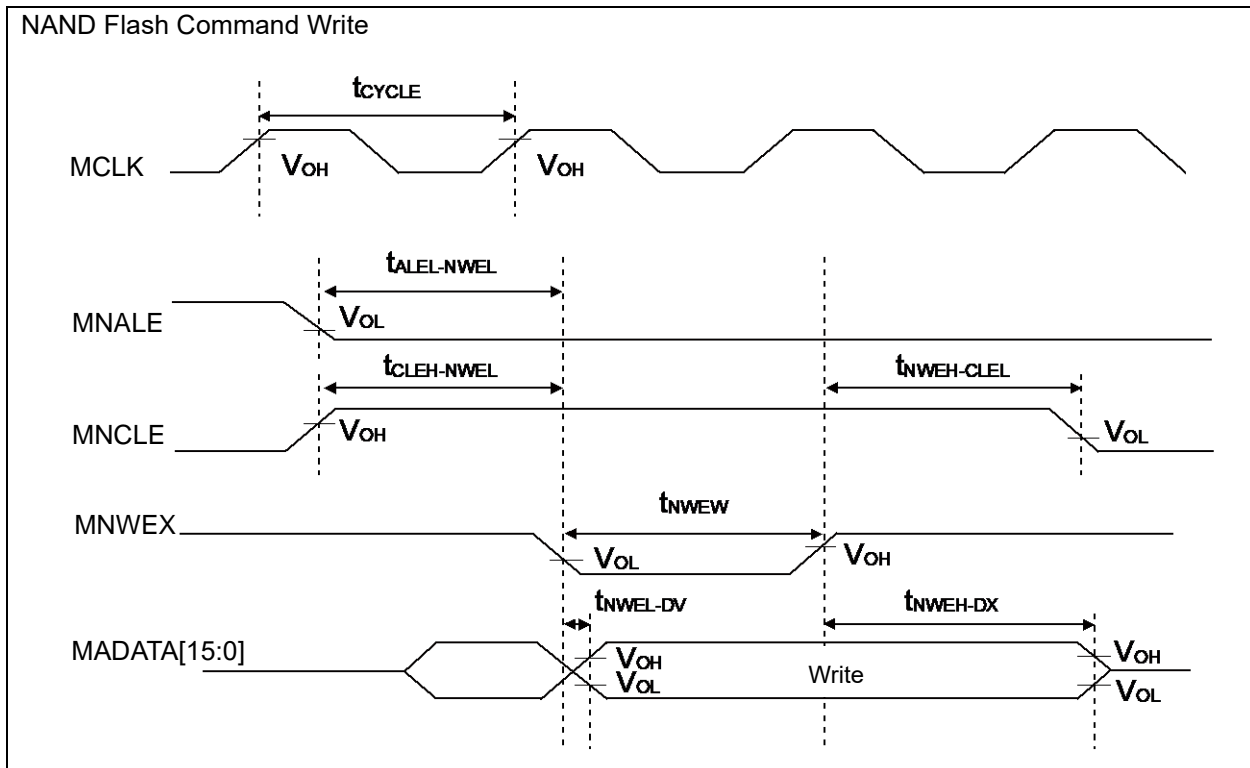 NAND Flash Command Write
tCYCLE
MCLK
VOH VOH
tALEL-NWEL
MNALE
VOL
tCLEH-NWEL tNWEH-CLEL
MNCLE
VOH VOL
tNWEW
MNWEX
VOL VOH
tNWEL-DV tNWEH-DX
MADATA[15:0]
VOH Write VOH
VOL VOL